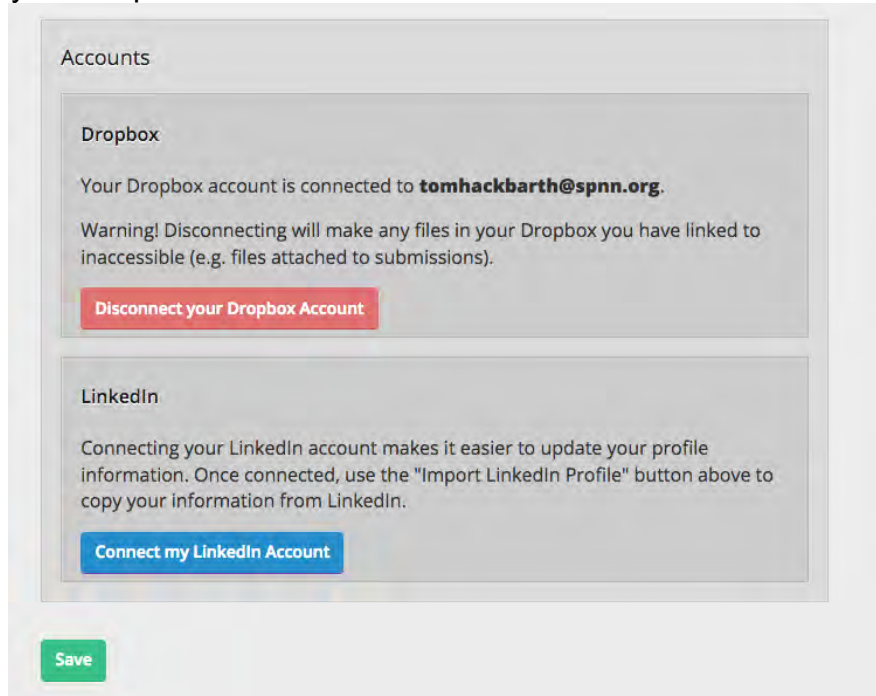 Accounts
Dropbox
Your Dropbox account is connected to tomhackbarth@spnn.org.
Warning! Disconnecting will make any files in your Dropbox you have linked to
inaccessible (e.g. files attached to submissions).
Disconnect your Dropbox Account
LinkedIn
Connecting your LinkedIn account makes it easier to update your profile
information. Once connected, use the "Import LinkedIn Profile" button above to
copy your information from LinkedIn.
Connect my LinkedIn Account
Save